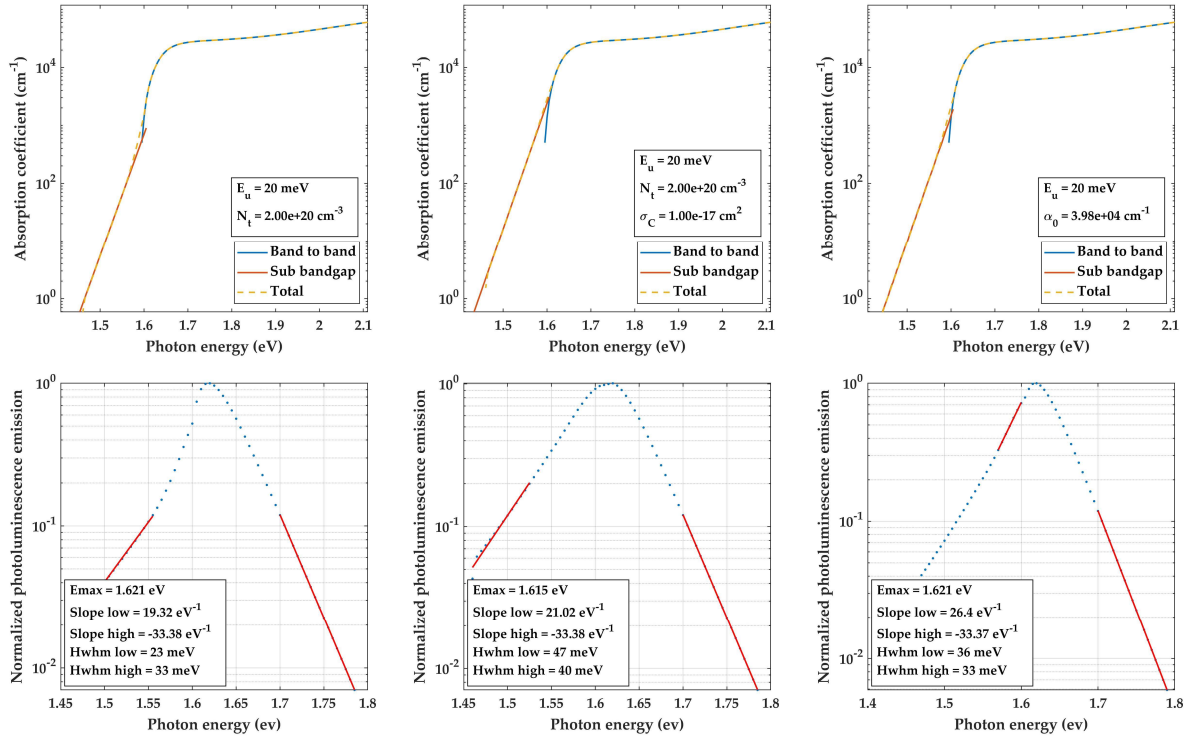 Absorption coefficient (cm-1)
10^4
10^2
10^0
E_u = 20 meV
N_t = 2.00e+20 cm-3
Band to band
Sub bandgap
Total
1.5 1.6 1.7 1.8 1.9 2 2.1
Photon energy (eV)
Absorption coefficient (cm-1)
10^4
10^2
10^0
E_u = 20 meV
N_t = 2.00e+20 cm-3
σ_C = 1.00e-17 cm2
Band to band
Sub bandgap
Total
1.5 1.6 1.7 1.8 1.9 2 2.1
Photon energy (eV)
Absorption coefficient (cm-1)
10^4
10^2
10^0
E_u = 20 meV
α_0 = 3.98e+04 cm-1
Band to band
Sub bandgap
Total
1.5 1.6 1.7 1.8 1.9 2 2.1
Photon energy (eV)
Normalized photoluminescence emission
10^0
10^-1
10^-2
Emax = 1.621 eV
Slope low = 19.32 eV-1
Slope high = -33.38 eV-1
Hwhm low = 23 meV
Hwhm high = 33 meV
1.45 1.5 1.55 1.6 1.65 1.7 1.75 1.8
Photon energy (ev)
Normalized photoluminescence emission
10^0
10^-1
10^-2
Emax = 1.615 eV
Slope low = 21.02 eV-1
Slope high = -33.38 eV-1
Hwhm low = 47 meV
Hwhm high = 40 meV
1.45 1.5 1.55 1.6 1.65 1.7 1.75 1.8
Photon energy (ev)
Normalized photoluminescence emission
10^0
10^-1
10^-2
Emax = 1.621 eV
Slope low = 26.4 eV-1
Slope high = -33.37 eV-1
Hwhm low = 36 meV
Hwhm high = 33 meV
1.4 1.5 1.6 1.7 1.8
Photon energy (ev)